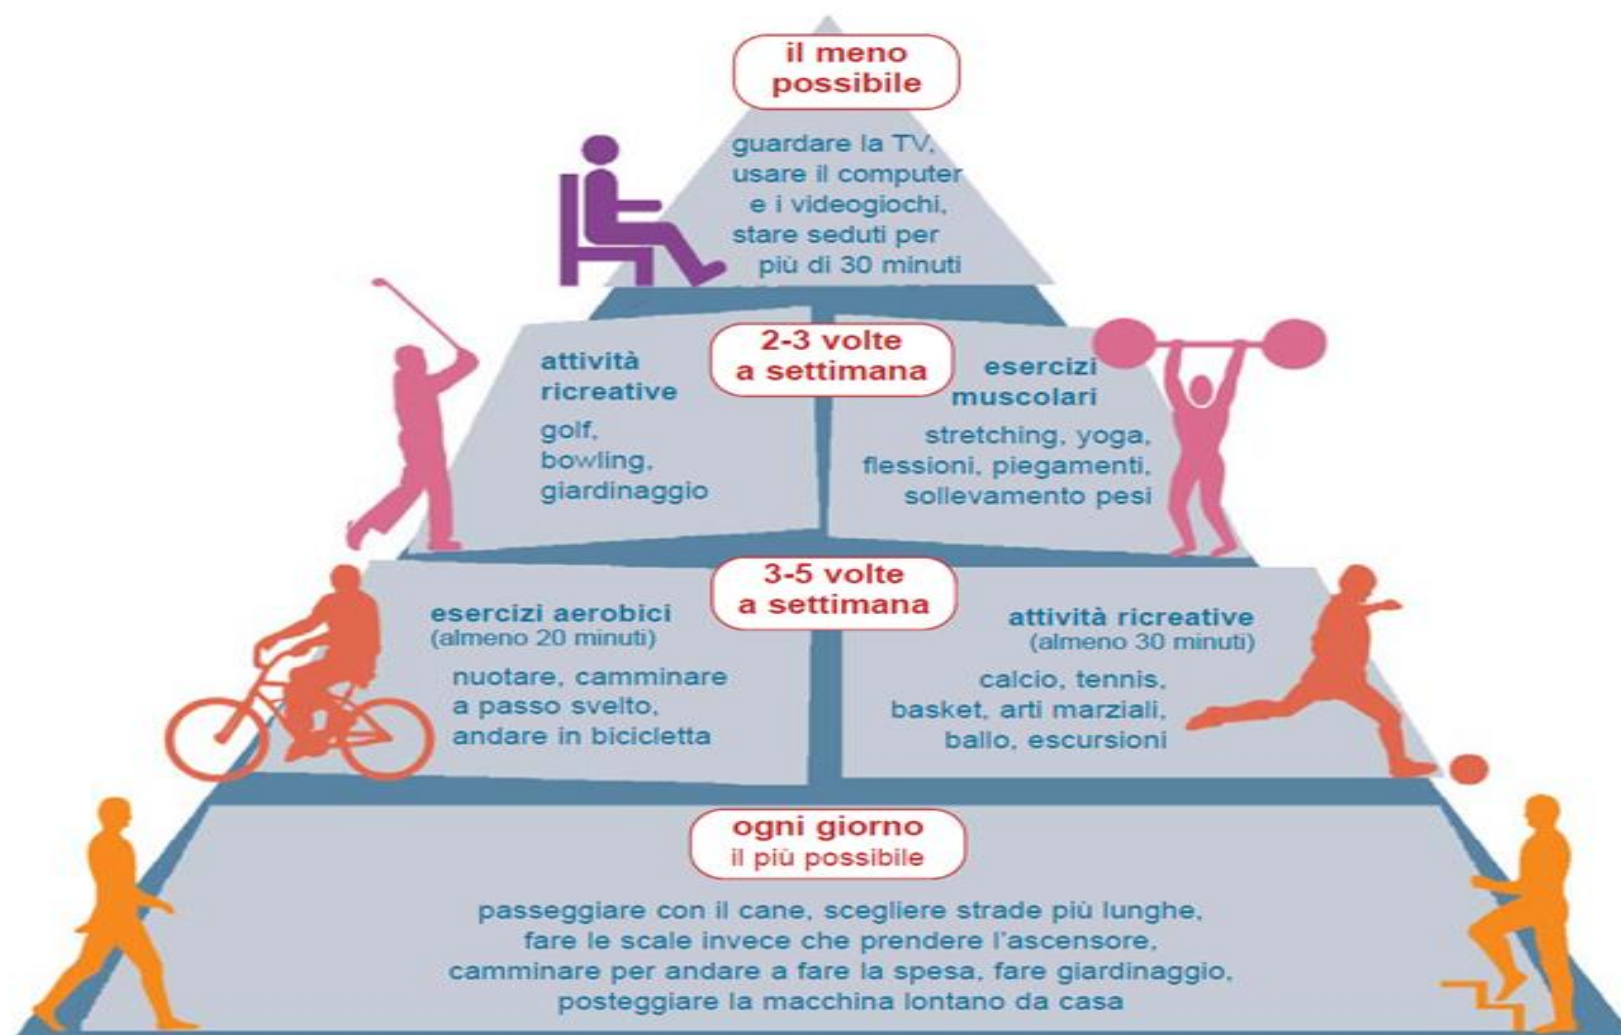 il meno
possibile
guardare la TV,
usare il computer
e i videogiochi,
stare seduti per
più di 30 minuti
2-3 volte
a settimana
attività
ricreative
golf,
bowling,
giardinaggio
esercizi
muscolari
stretching, yoga,
flessioni, piegamenti,
sollevamento pesi
3-5 volte
a settimana
esercizi aerobici
(almeno 20 minuti)
nuotare, camminare
a passo svelto,
andare in bicicletta
attività ricreative
(almeno 30 minuti)
calcio, tennis,
basket, arti marziali,
ballo, escursioni
ogni giorno
il più possibile
passeggiare con il cane, scegliere strade più lunghe,
fare le scale invece che prendere l'ascensore,
camminare per andare a fare la spesa, fare giardinaggio,
posteggiare la macchina lontano da casa